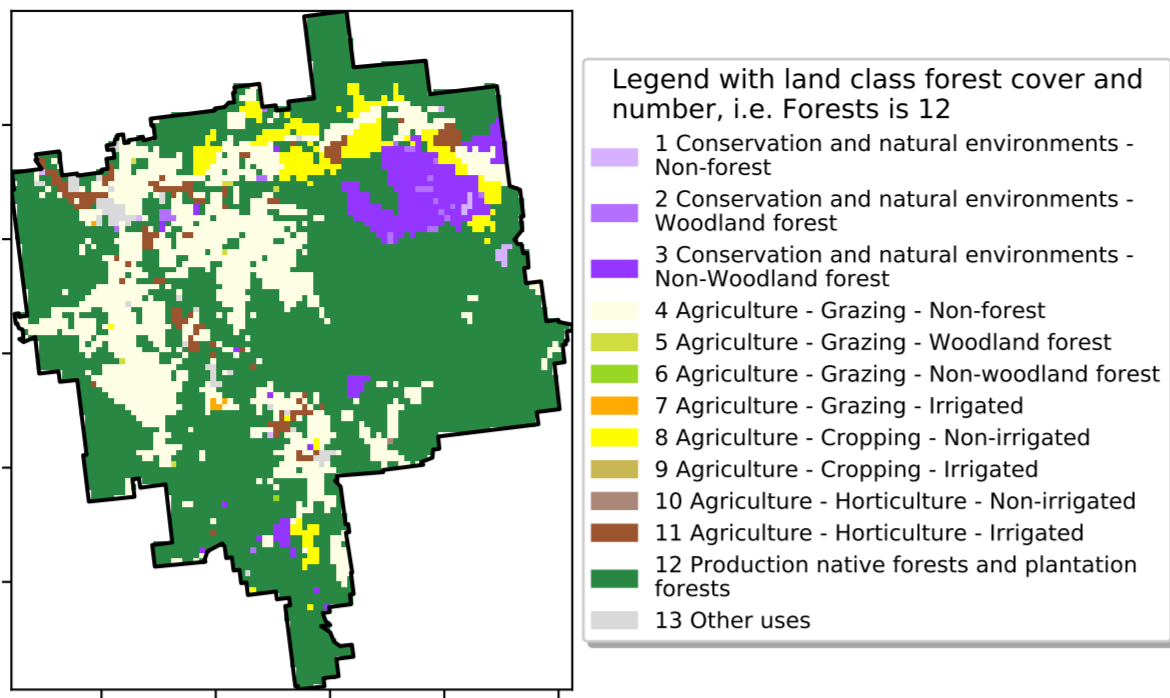 Legend with land class forest cover and
number, i.e. Forests is 12
1 Conservation and natural environments -
Non-forest
2 Conservation and natural environments -
Woodland forest
3 Conservation and natural environments -
Non-Woodland forest
4 Agriculture - Grazing - Non-forest
5 Agriculture - Grazing - Woodland forest
6 Agriculture - Grazing - Non-woodland forest
7 Agriculture - Grazing - Irrigated
8 Agriculture - Cropping - Non-irrigated
9 Agriculture - Cropping - Irrigated
10 Agriculture - Horticulture - Non-irrigated
11 Agriculture - Horticulture - Irrigated
12 Production native forests and plantation
forests
13 Other uses